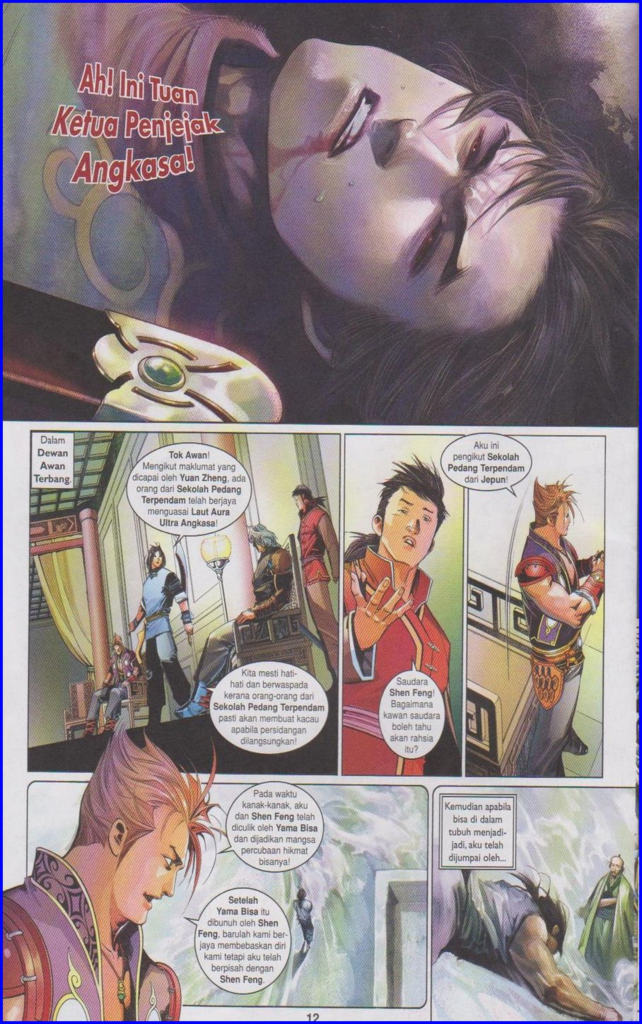 Ah! Ini Tuan
Ketua Penjejak
Angkasa!
Dalam
Dewan
Awan
Terbang.
Tok Awan!
Mengikut maklumat yang
dicapai oleh Yuan Zheng, ada
orang dari Sekolah Pedang
Terpendam telah berjaya
menguasai Laut Aura
Ultra Angkasa!
Kita mesti hati-
hati dan berwaspada
kerana orang-orang dari
Sekolah Pedang Terpendam
pasti akan membuat kacau
apabila persidangan
dilangsungkan!
Saudara
Shen Feng!
Bagaimana
kawan saudara
boleh tahu
akan rahsia
itu?
Aku ini
pengikut Sekolah
Pedang Terpendam
dari Jepun!
Pada waktu
kanak-kanak, aku
dan Shen Feng telah
diculik oleh Yama Bisa
dan dijadikan mangsa
percubaan hikmat
bisanya!
Setelah
Yama Bisa itu
dibunuh oleh Shen
Feng, barulah kami ber-
jaya membebaskan diri
kami tetapi aku telah
berpisah dengan
Shen Feng.
Kemudian apabila
bisa di dalam
tubuh menjadi-
jadi, aku telah
dijumpai oleh...
12